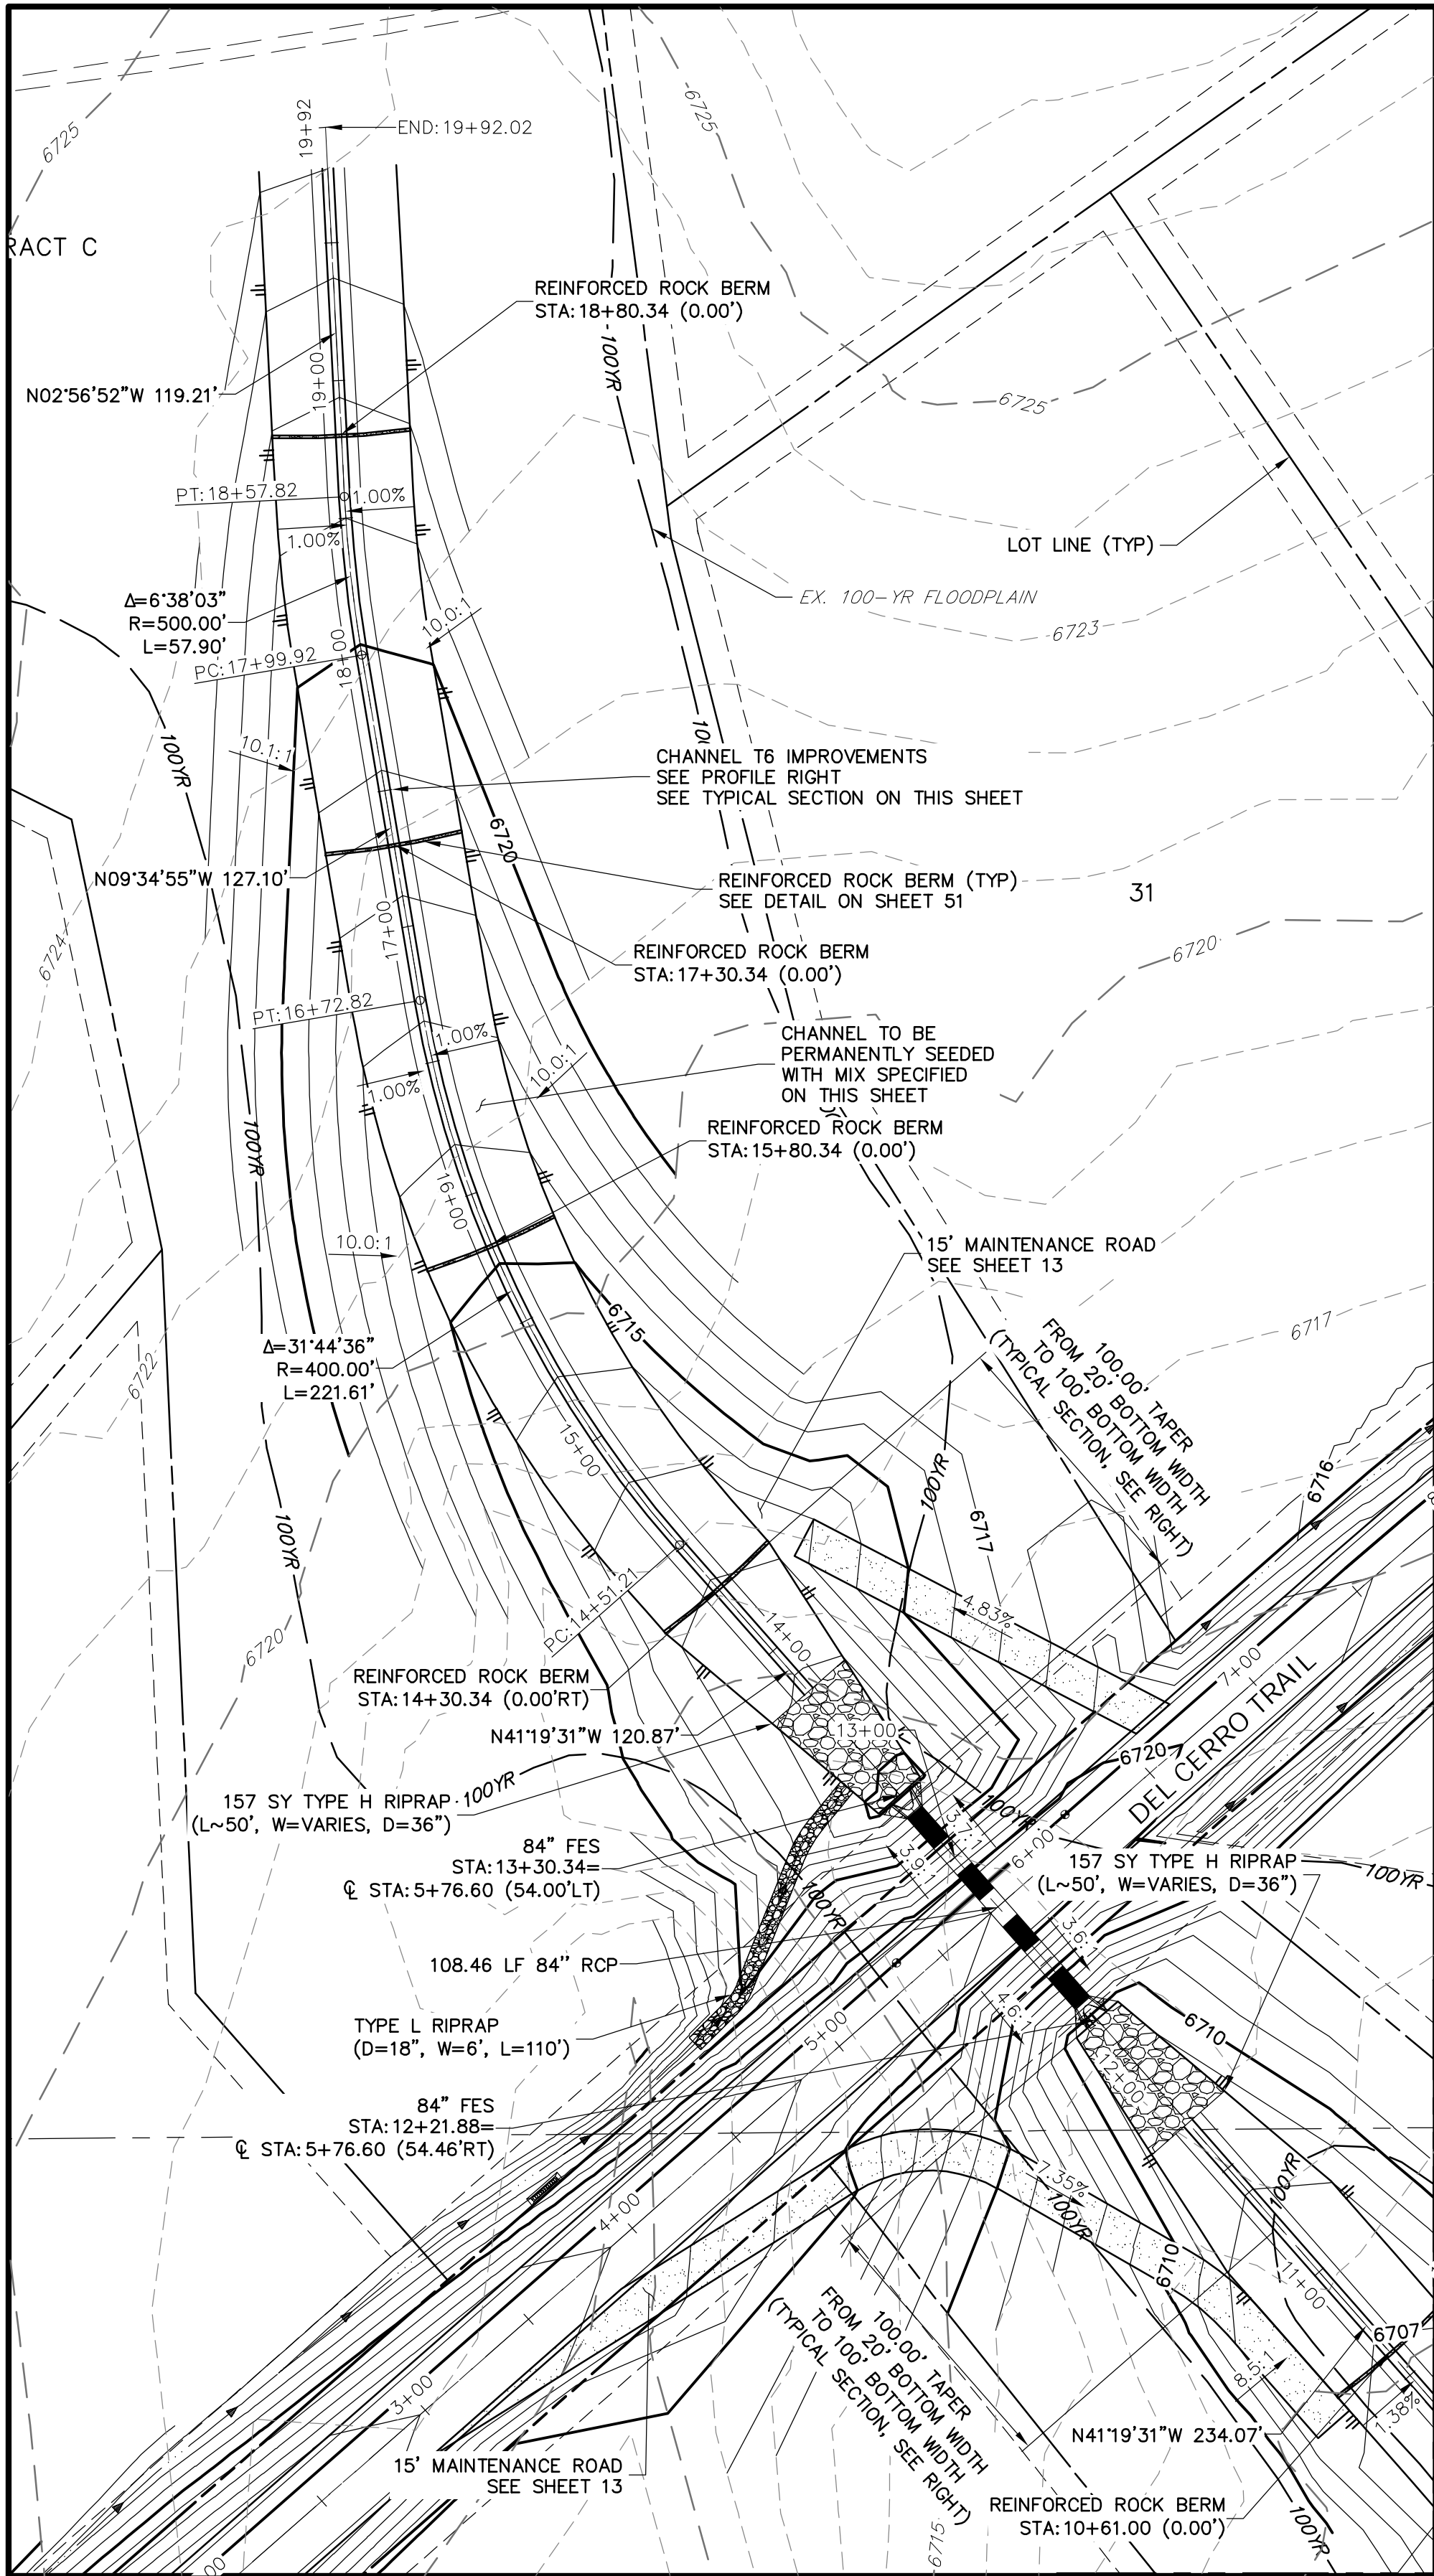 6725
-6725
19+92
END: 19+92.02
RACT C
REINFORCED ROCK BERM
STA: 18+80.34 (0.00')
100YR
N02°56'52"W 119.21'
19+00
6725
PT: 18+57.82
1.00%
1.00%
LOT LINE (TYP)
Δ=6°38'03"
R=500.00'
L=57.90'
EX. 100-YR FLOODPLAIN
6723
10.0:1
18+00
PC: 17+99.92
100YR
10.1:1
CHANNEL T6 IMPROVEMENTS
SEE PROFILE RIGHT
SEE TYPICAL SECTION ON THIS SHEET
6720
N09°34'55"W 127.10'
REINFORCED ROCK BERM (TYP)
SEE DETAIL ON SHEET 51
31
17+00
6724
6720
REINFORCED ROCK BERM
STA: 17+30.34 (0.00')
PT: 16+72.82
1.00%
1.00%
10.0:1
CHANNEL TO BE
PERMANENTLY SEEDED
WITH MIX SPECIFIED
ON THIS SHEET
100YR
REINFORCED ROCK BERM
STA: 15+80.34 (0.00')
16+00
10.0:1
15' MAINTENANCE ROAD
SEE SHEET 13
6715
6717
Δ=31°44'36"
R=400.00'
L=221.61'
6722
100.00' TAPER
FROM 20' BOTTOM WIDTH
TO 100' BOTTOM WIDTH
(TYPICAL SECTION, SEE RIGHT)
15+00
100YR
6716
6717
100YR
PC: 14+51.21
4.83%
6720
14+00
7+00
REINFORCED ROCK BERM
STA: 14+30.34 (0.00'RT)
DEL CERRO TRAIL
N41°19'31"W 120.87'
13+00
6720
100YR
157 SY TYPE H RIPRAP
(L~50', W=VARIES, D=36")
100YR
3.9:1
6+00
157 SY TYPE H RIPRAP
(L~50', W=VARIES, D=36")
100YR
84" FES
STA: 13+30.34=
℄ STA: 5+76.60 (54.00'LT)
100YR
3.6:1
108.46 LF 84" RCP
4.6:1
TYPE L RIPRAP
(D=18", W=6', L=110')
5+00
6710
12+00
84" FES
STA: 12+21.88=
℄ STA: 5+76.60 (54.46'RT)
7.35%
100YR
100YR
4+00
6710
11+00
3+00
100.00' TAPER
FROM 20' BOTTOM WIDTH
TO 100' BOTTOM WIDTH
(TYPICAL SECTION, SEE RIGHT)
6707
8.5:1
1.38%
N41°19'31"W 234.07'
15' MAINTENANCE ROAD
SEE SHEET 13
REINFORCED ROCK BERM
STA: 10+61.00 (0.00')
100YR
6715
00